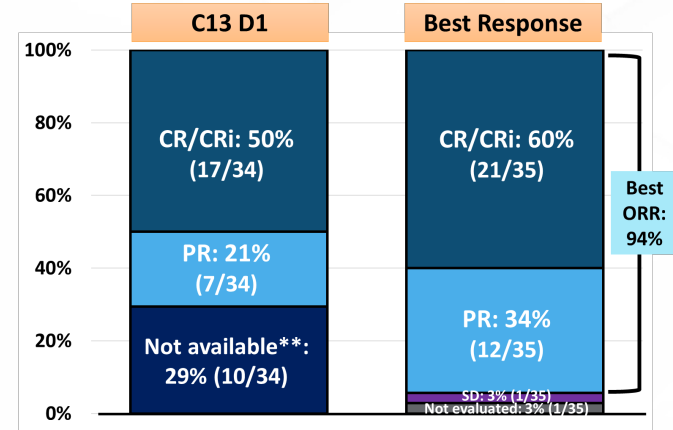 C13 D1
Best Response
100%
80%
60%
40%
20%
0%
CR/CRi: 50%
(17/34)
PR: 21%
(7/34)
Not available**:
29% (10/34)
CR/CRi: 60%
(21/35)
PR: 34%
(12/35)
SD: 3% (1/35)
Not evaluated: 3% (1/35)
Best
ORR:
94%